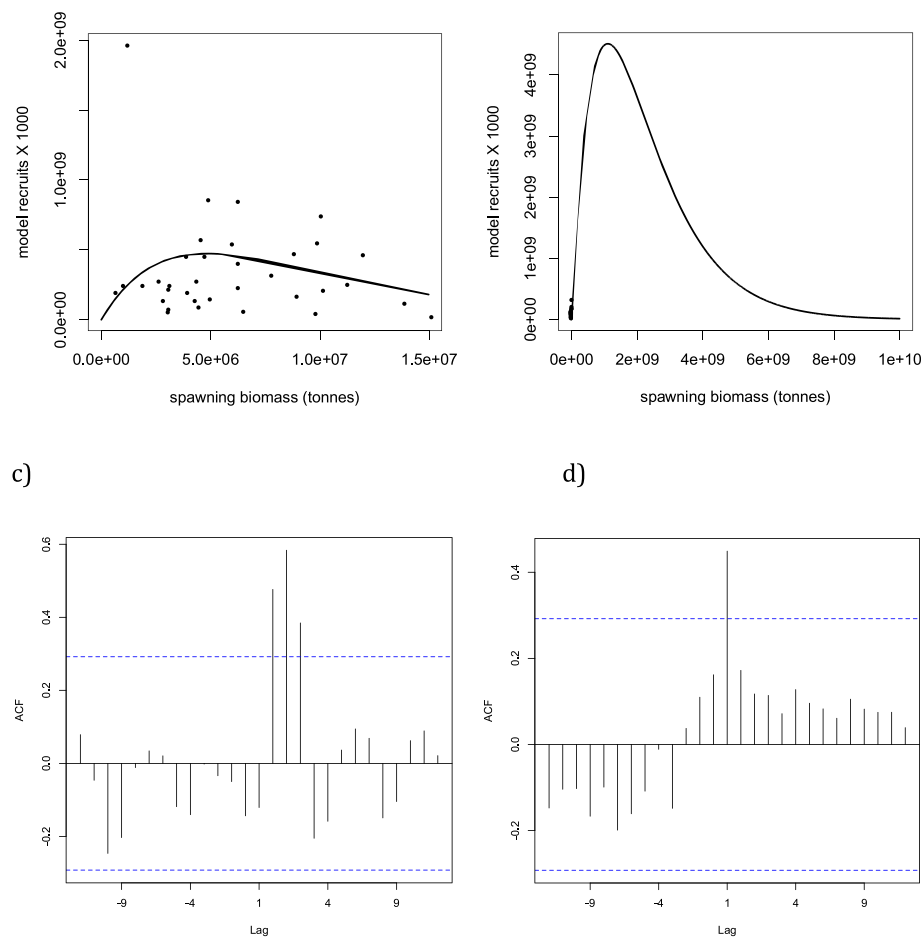 model recruits X 1000
0.0e+00 1.0e+09 2.0e+09
0.0e+00 5.0e+06 1.0e+07 1.5e+07
spawning biomass (tonnes)
model recruits X 1000
0e+00 1e+09 2e+09 3e+09 4e+09
0e+00 2e+09 4e+09 6e+09 8e+09 1e+10
spawning biomass (tonnes)
c)
d)
ACF
-0.2 0.0 0.2 0.4 0.6
-9 -4 1 4 9
Lag
ACF
-0.2 0.0 0.2 0.4
-9 -4 1 4 9
Lag